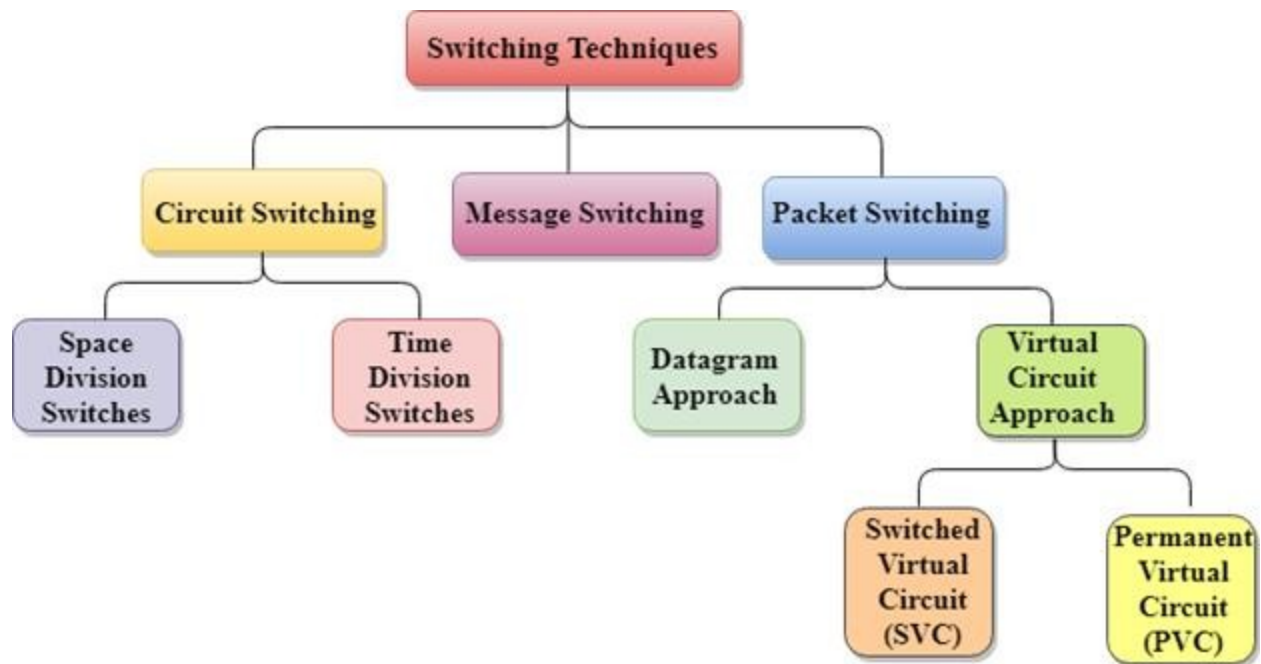 Switching Techniques
Circuit Switching
Message Switching
Packet Switching
Space
Division
Switches
Time
Division
Switches
Datagram
Approach
Virtual
Circuit
Approach
Switched
Virtual
Circuit
(SVC)
Permanent
Virtual
Circuit
(PVC)